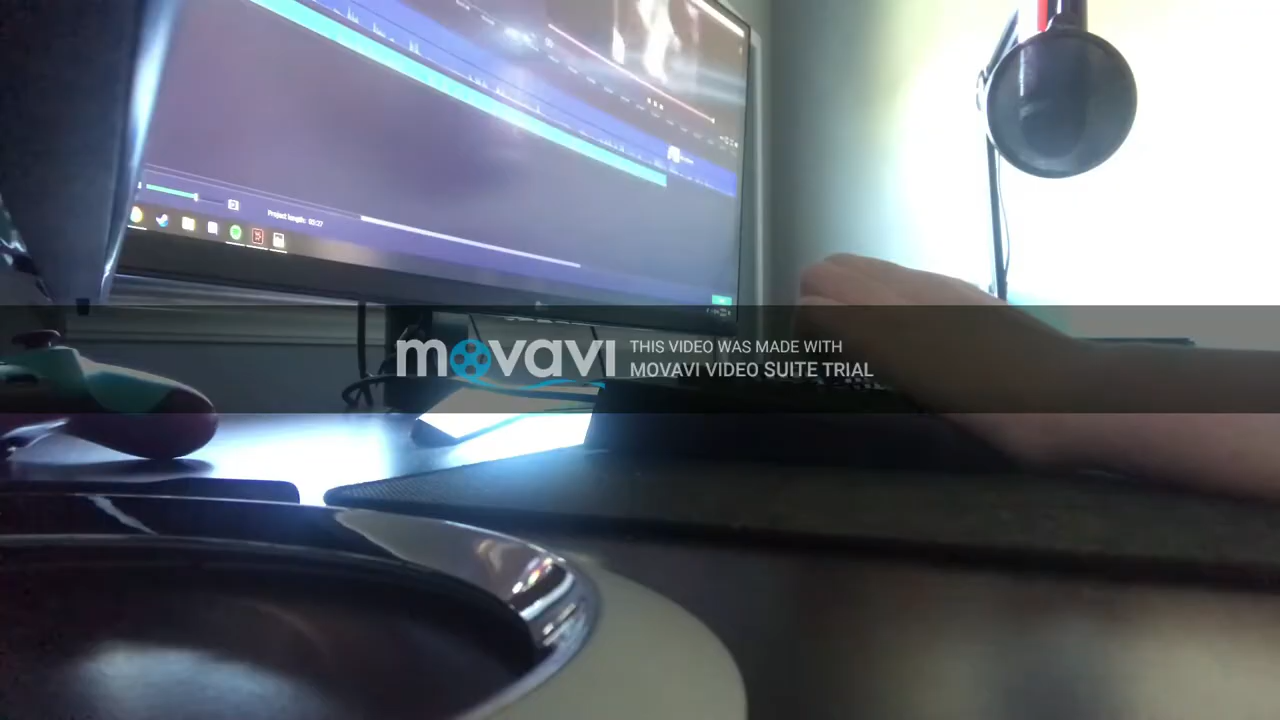 Project length: 03:27
movavi
THIS VIDEO WAS MADE WITH
MOVAVI VIDEO SUITE TRIAL